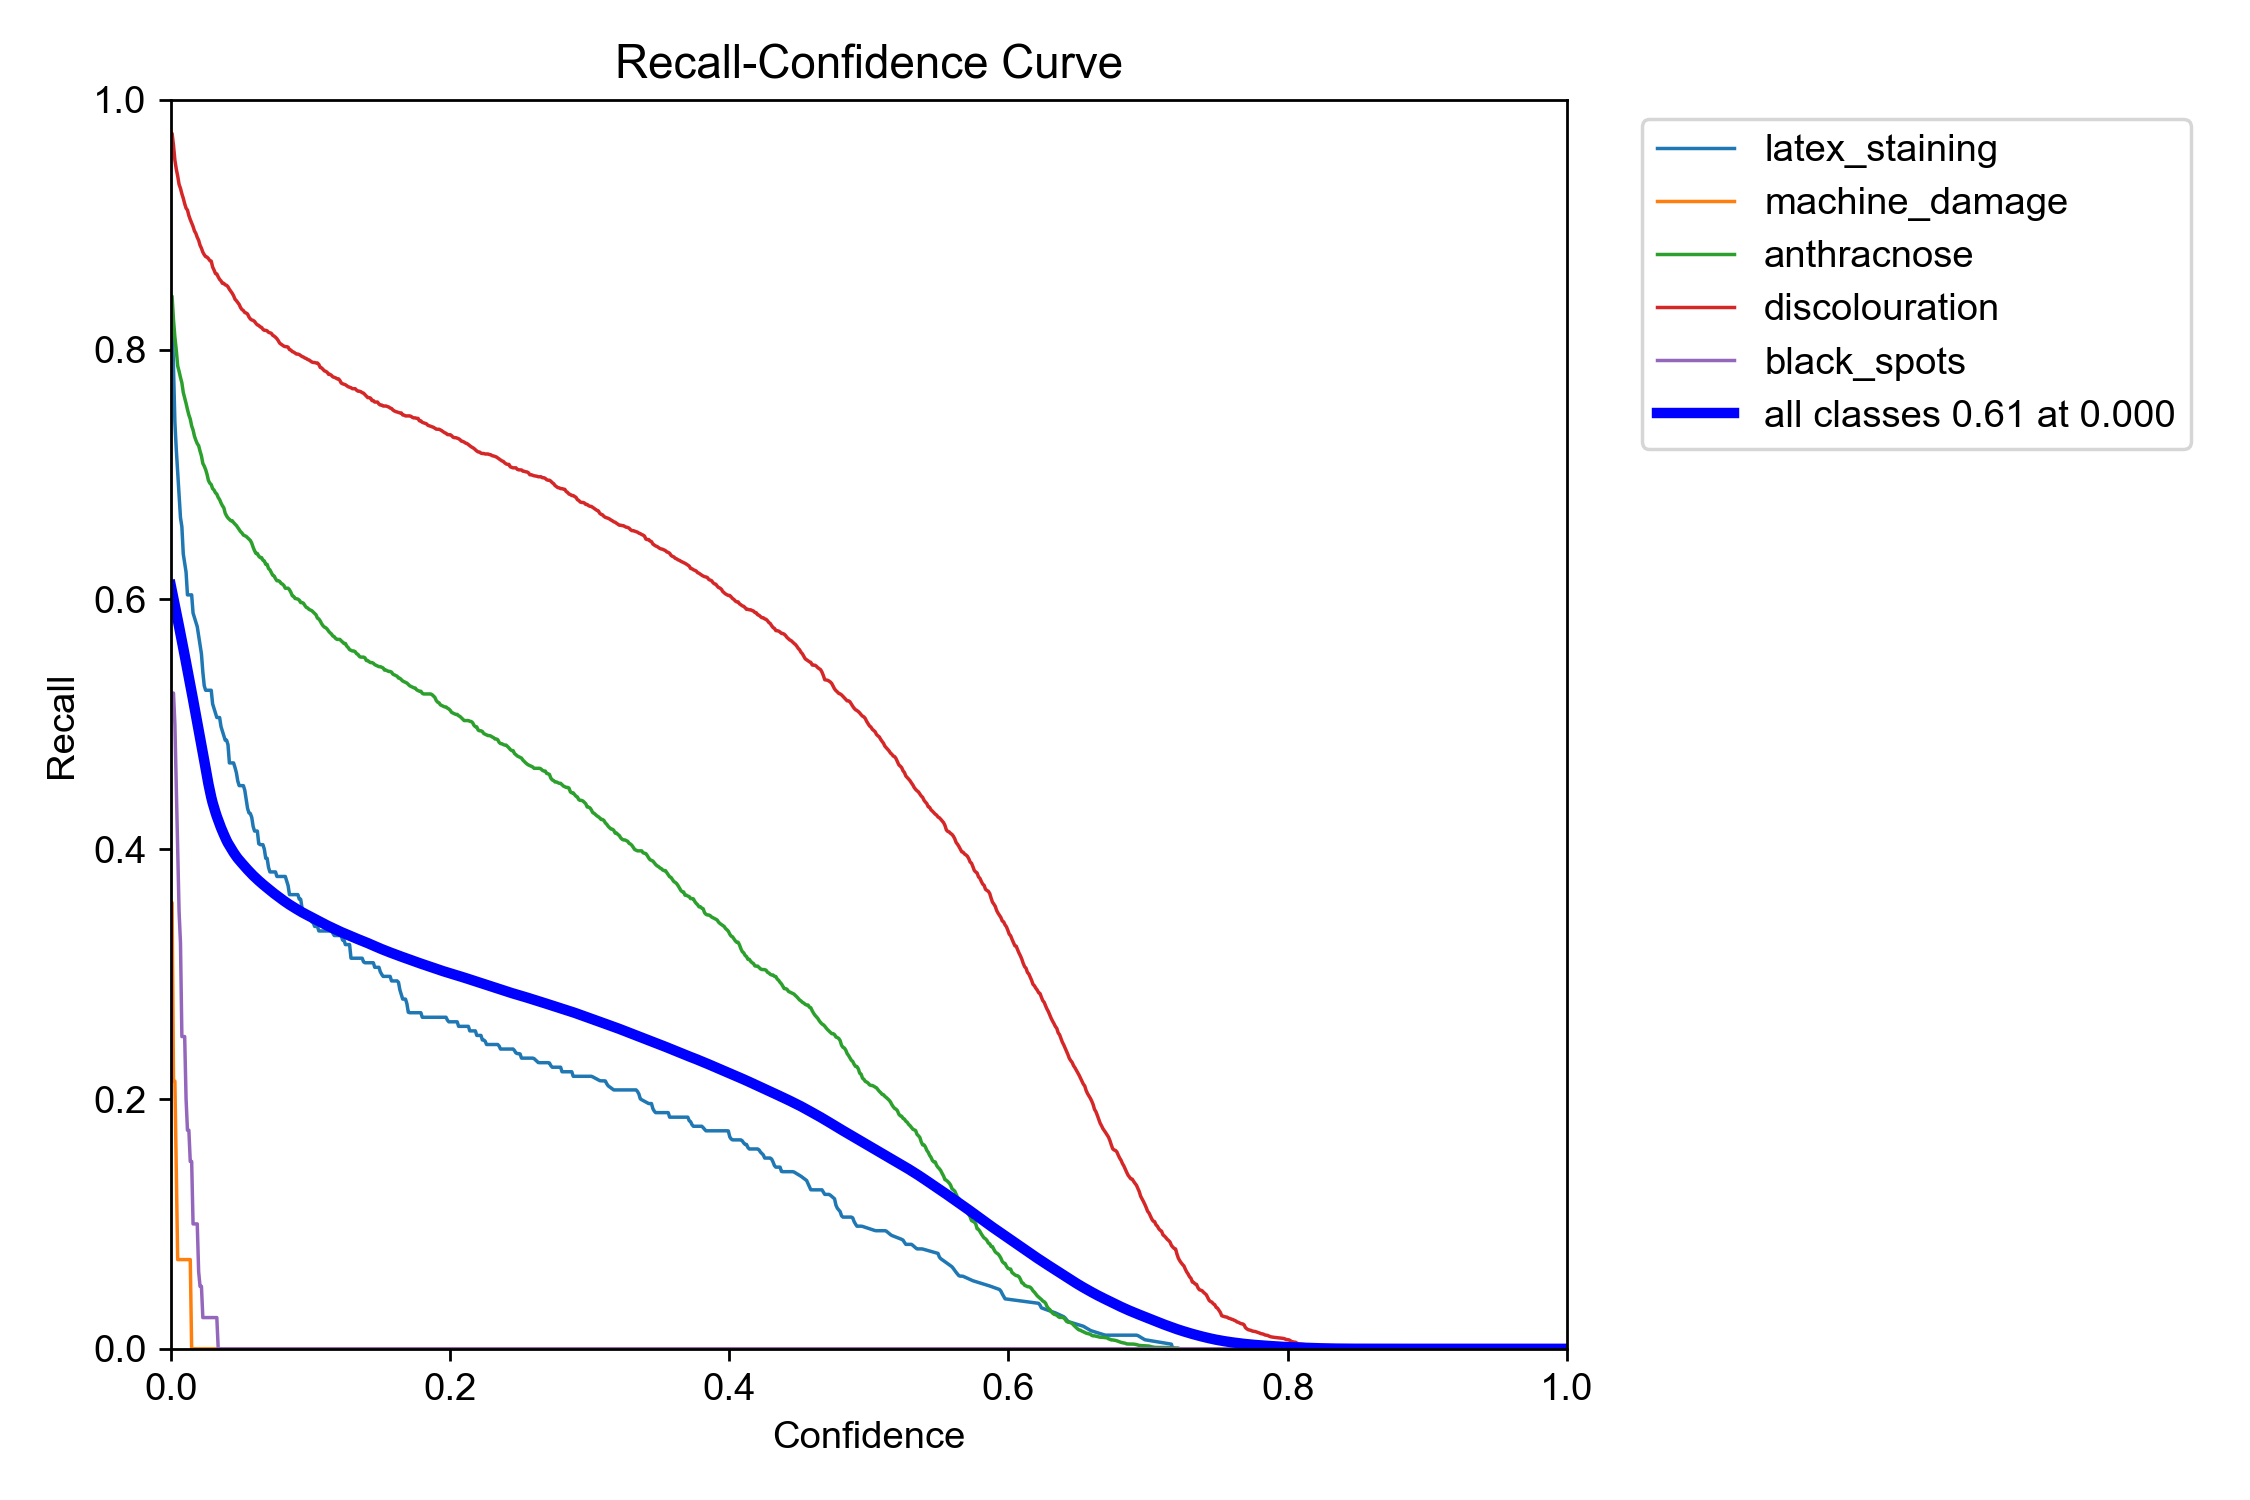 Recall-Confidence Curve
1.0
0.8
0.6
0.4
0.2
0.0
Recall
0.0 0.2 0.4 0.6 0.8 1.0
Confidence
latex_staining
machine_damage
anthracnose
discolouration
black_spots
all classes 0.61 at 0.000